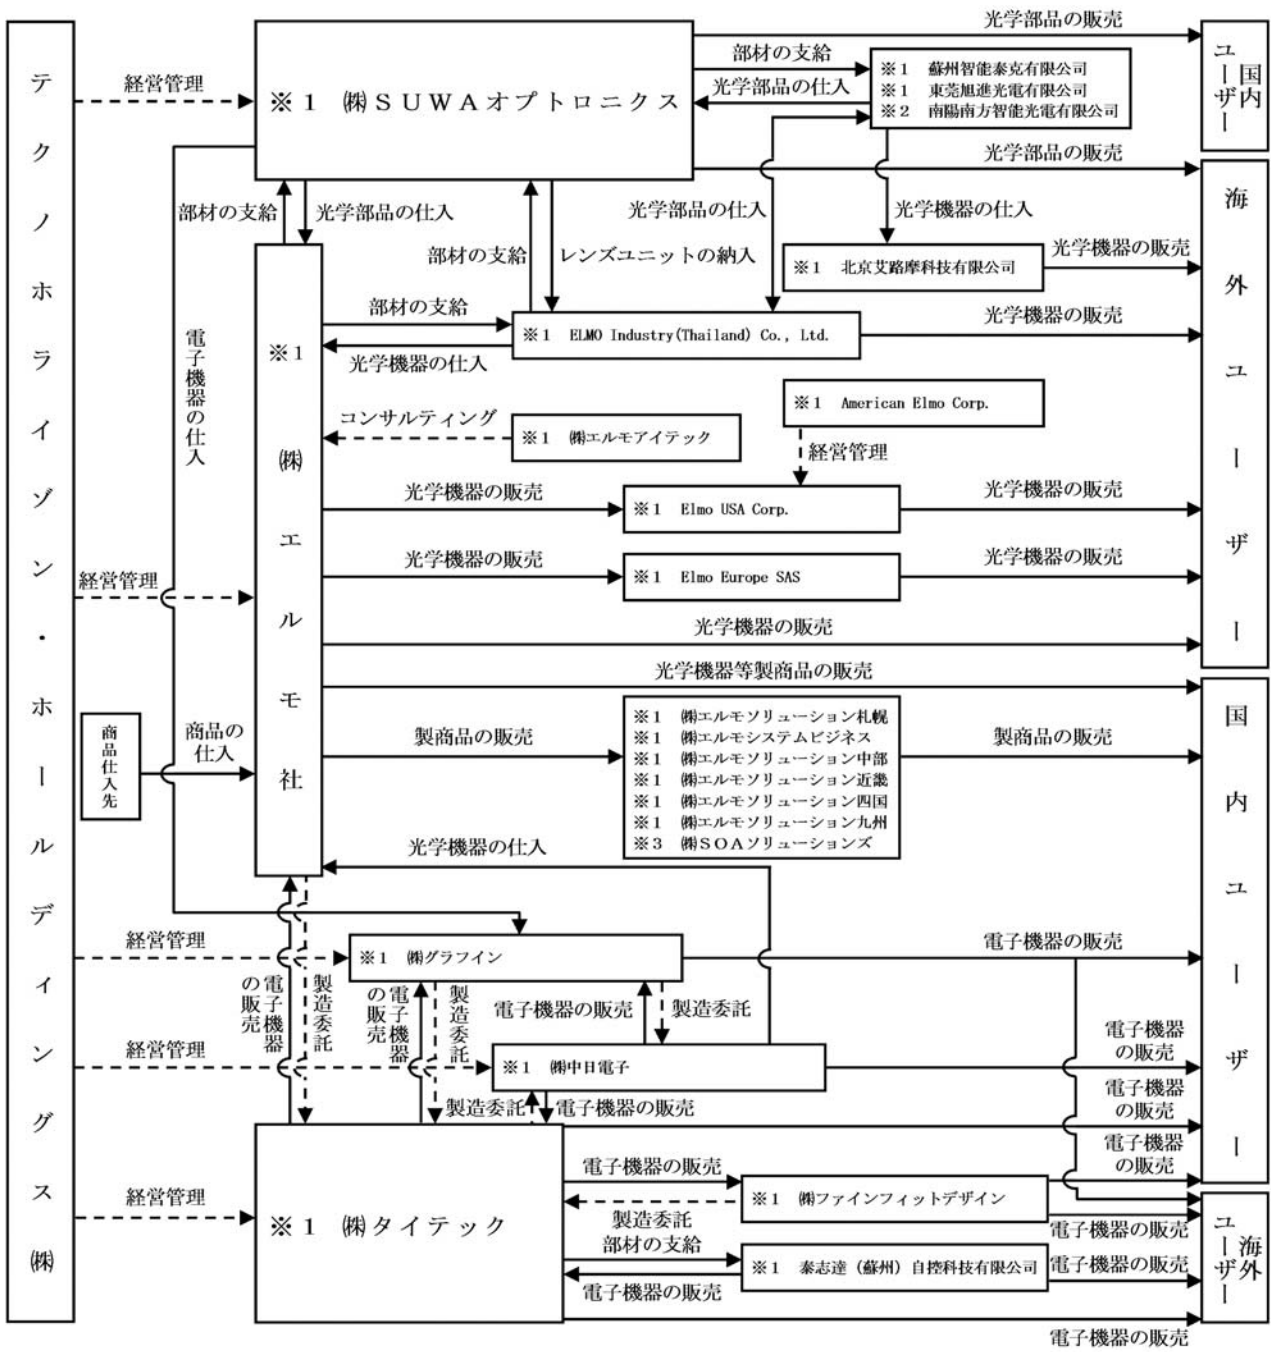 テクノホライゾン・ホールディングス㈱
経営管理
※1 ㈱SUWAオプトロニクス
光学部品の販売
国内ユーザー
部材の支給
光学部品の仕入
※1 蘇州智能泰克有限公司
※1 東莞旭進光電有限公司
※2 南陽南方智能光電有限公司
光学部品の販売
海外ユーザー
部材の支給
光学部品の仕入
部材の支給
レンズユニットの納入
光学部品の仕入
光学機器の仕入
※1 北京艾路摩科技有限公司
光学機器の販売
電子機器の仕入
※1 ㈱エルモ社
部材の支給
光学機器の仕入
※1 ELMO Industry(Thailand) Co., Ltd.
光学機器の販売
コンサルティング
※1 ㈱エルモアイテック
※1 American Elmo Corp.
経営管理
光学機器の販売
※1 Elmo USA Corp.
光学機器の販売
光学機器の販売
※1 Elmo Europe SAS
光学機器の販売
経営管理
光学機器の販売
光学機器等製商品の販売
国内ユーザー
商品仕入先
商品の
仕入
製商品の販売
※1 ㈱エルモソリューション札幌
※1 ㈱エルモシステムビジネス
※1 ㈱エルモソリューション中部
※1 ㈱エルモソリューション近畿
※1 ㈱エルモソリューション四国
※1 ㈱エルモソリューション九州
※3 ㈱SOAソリューションズ
製商品の販売
光学機器の仕入
経営管理
※1 ㈱グラフイン
電子機器の販売
電子機器
の販売
製造委託
電子機器
の販売
製造委託
電子機器の販売
製造委託
経営管理
※1 ㈱中日電子
電子機器
の販売
製造委託
電子機器の販売
電子機器
の販売
経営管理
※1 ㈱タイテック
電子機器の販売
製造委託
※1 ㈱ファインフィットデザイン
電子機器
の販売
電子機器の販売
海外ユーザー
部材の支給
電子機器の販売
※1 泰志達（蘇州）自控科技有限公司
電子機器の販売
電子機器の販売